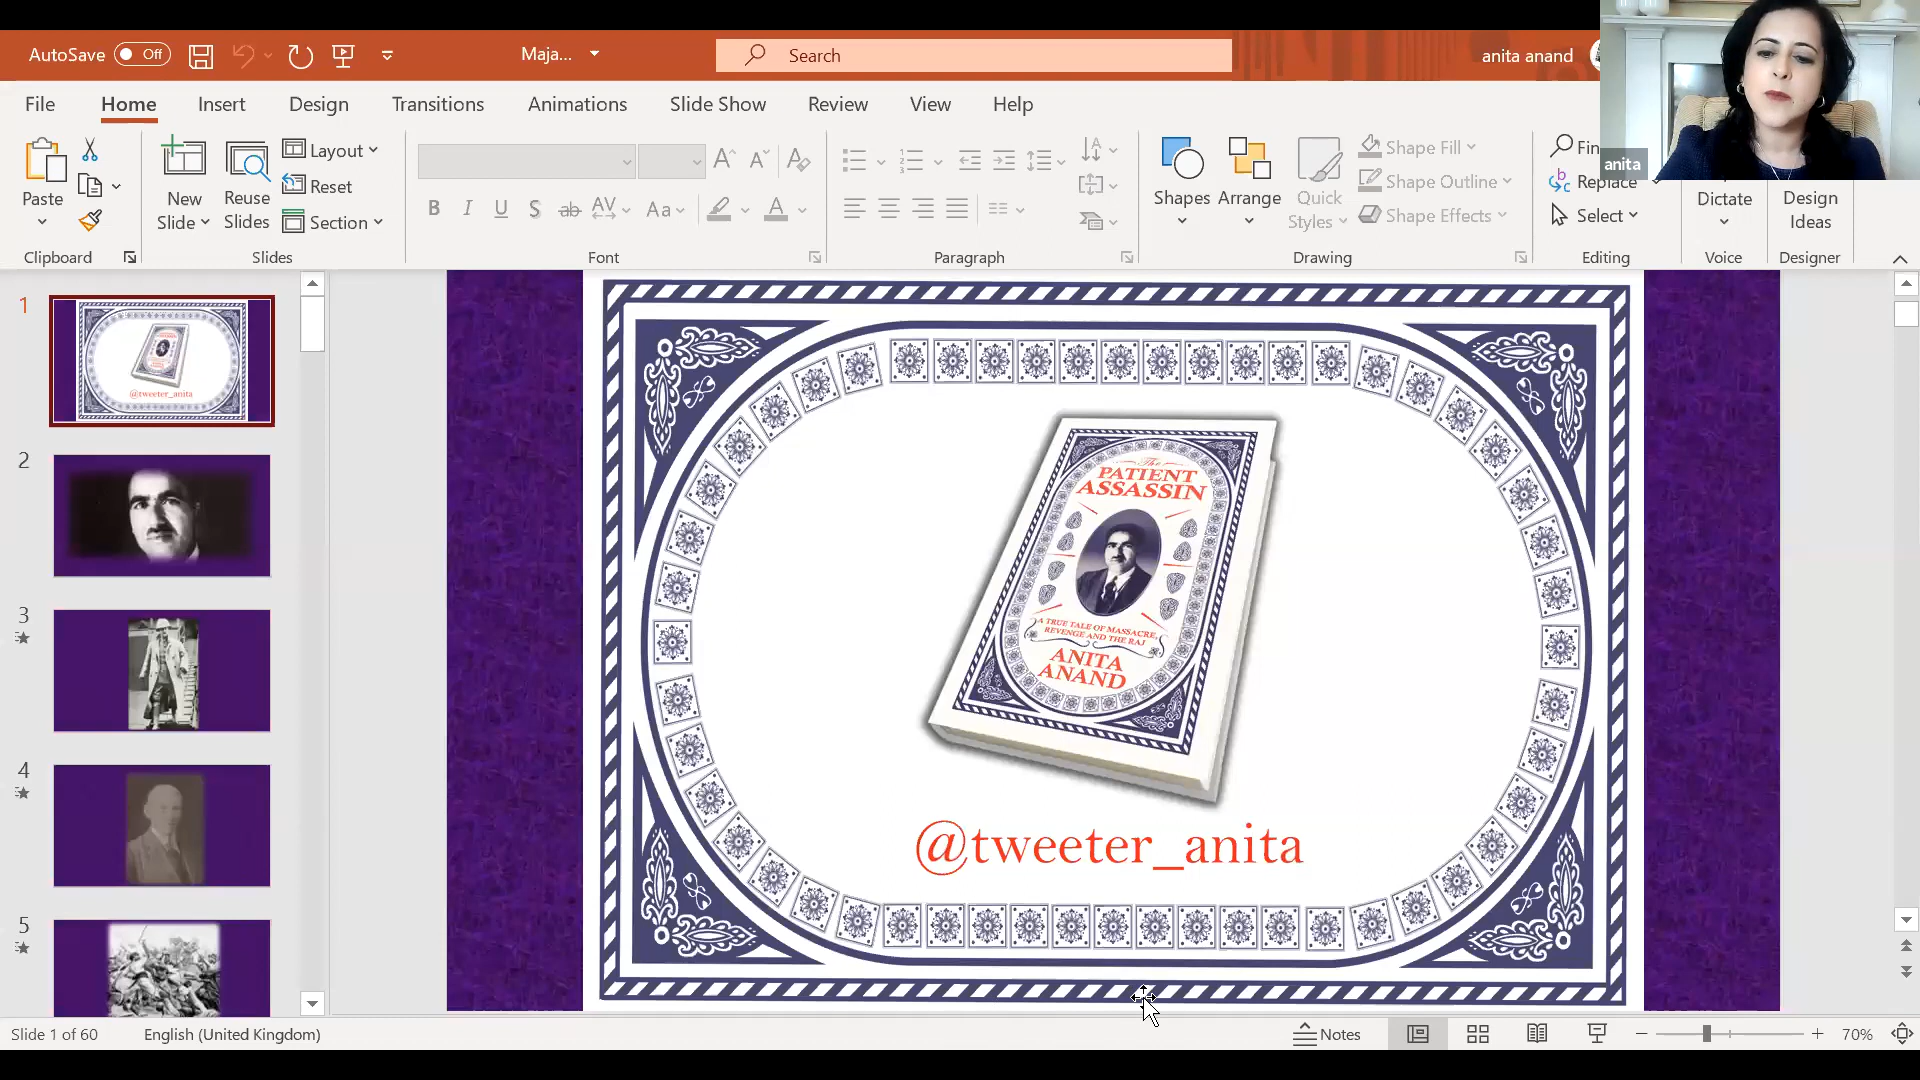 AutoSave Off
Maja...
Search
anita anand
File Home Insert Design Transitions Animations Slide Show Review View Help
Paste
New Slide
Reuse Slides
Layout
Reset
Section
B I U S ab AV Aa A
Shapes
Arrange
Quick Styles
Shape Fill
Shape Outline
Shape Effects
Replace
Select
Dictate
Design Ideas
Clipboard Slides Font Paragraph Drawing Editing Voice Designer
anita
1
2
3
4
5
The
PATIENT
ASSASSIN
A TRUE TALE OF MASSACRE,
REVENGE AND THE RAJ
ANITA
ANAND
@tweeter_anita
@tweeter_anita
Slide 1 of 60 English (United Kingdom) Notes 70%